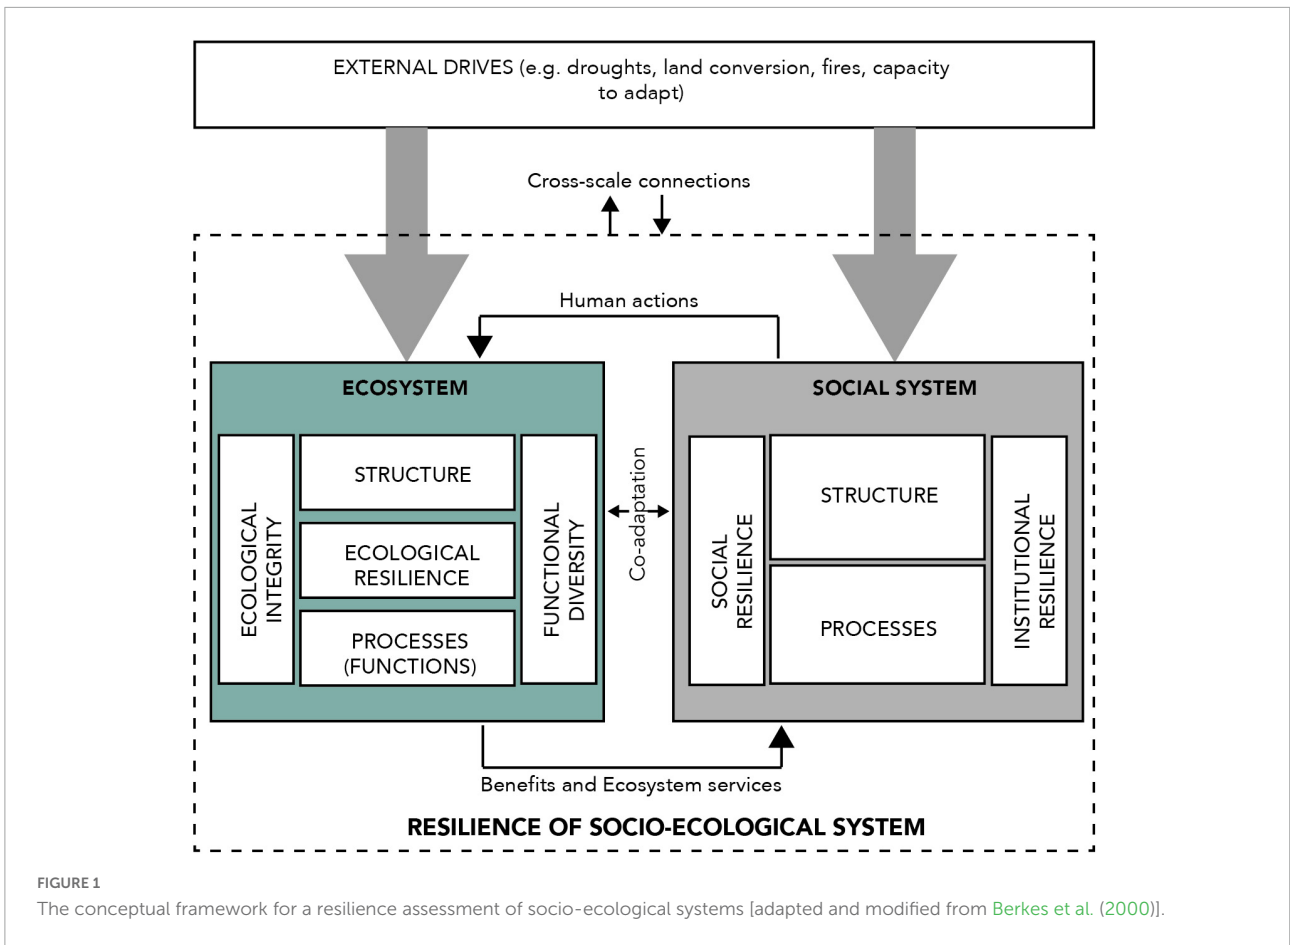 EXTERNAL DRIVES (e.g. droughts, land conversion, fires, capacity
to adapt)
Cross-scale connections
Human actions
ECOSYSTEM
ECOLOGICAL
INTEGRITY
STRUCTURE
ECOLOGICAL
RESILIENCE
PROCESSES
(FUNCTIONS)
FUNCTIONAL
DIVERSITY
Co-adaptation
SOCIAL SYSTEM
SOCIAL
RESILIENCE
STRUCTURE
PROCESSES
INSTITUTIONAL
RESILIENCE
Benefits and Ecosystem services
RESILIENCE OF SOCIO-ECOLOGICAL SYSTEM
FIGURE 1
The conceptual framework for a resilience assessment of socio-ecological systems [adapted and modified from Berkes et al. (2000)].